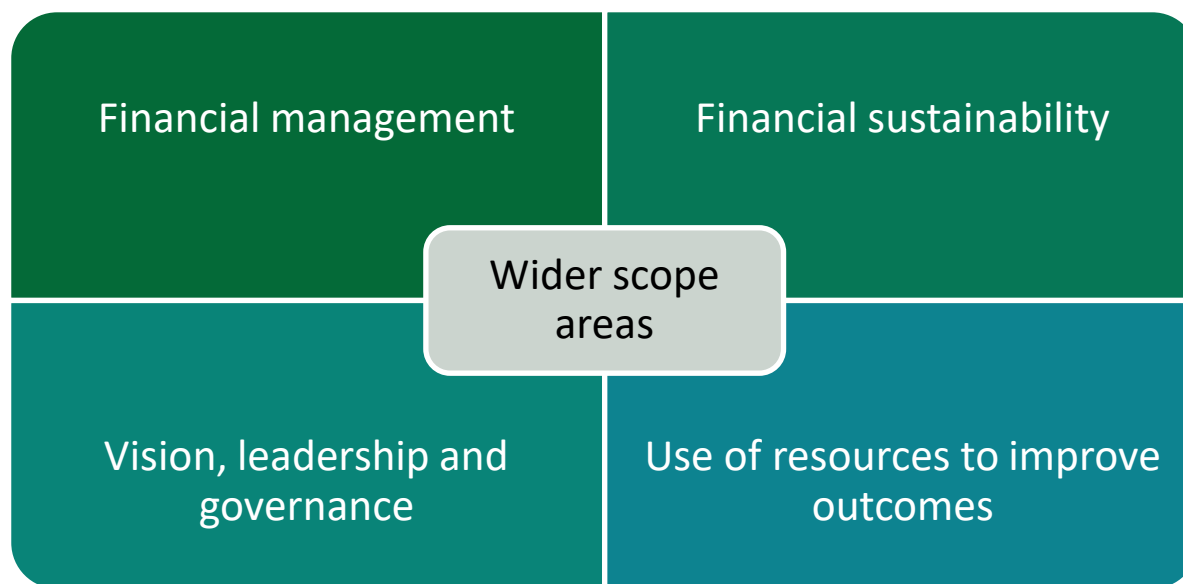 Financial management
Financial sustainability
Wider scope
areas
Vision, leadership and
governance
Use of resources to improve
outcomes